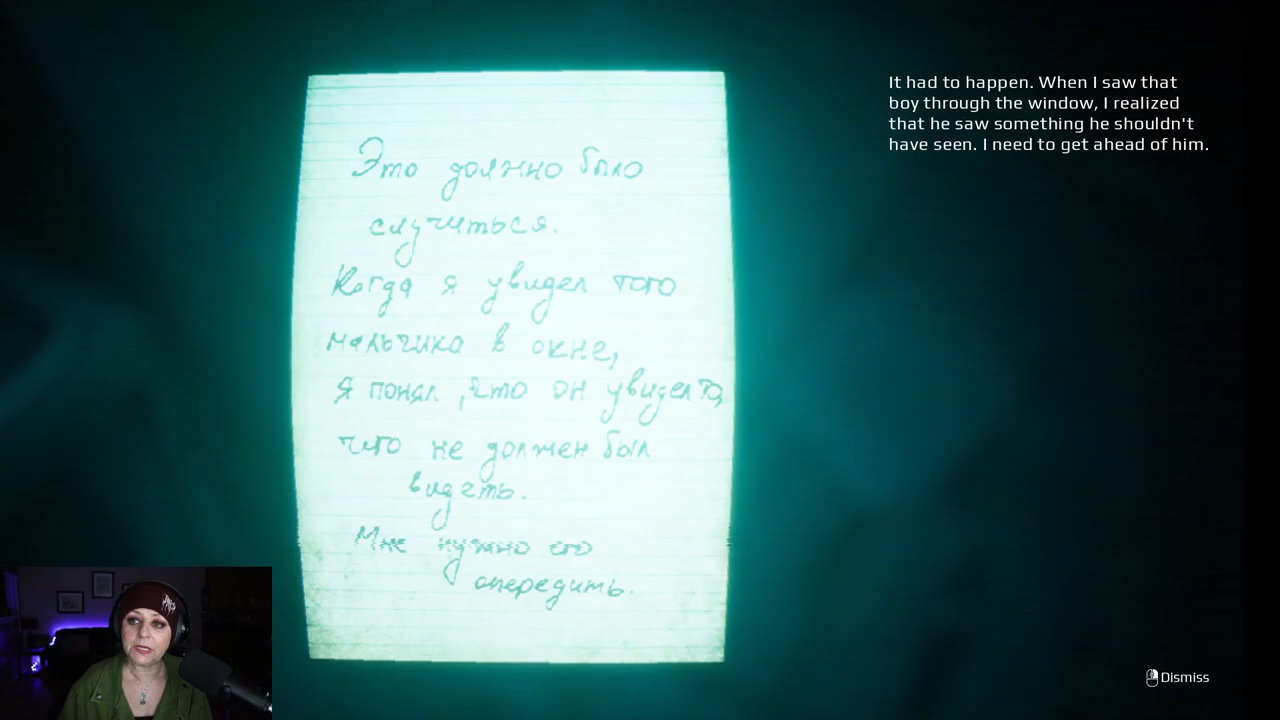 Это должно было
случиться.
Когда я увидел того
мальчика в окне,
я понял, что он увидел то,
что не должен был
видеть.
Мне нужно его
опередить.
It had to happen. When I saw that
boy through the window, I realized
that he saw something he shouldn't
have seen. I need to get ahead of him.
Dismiss